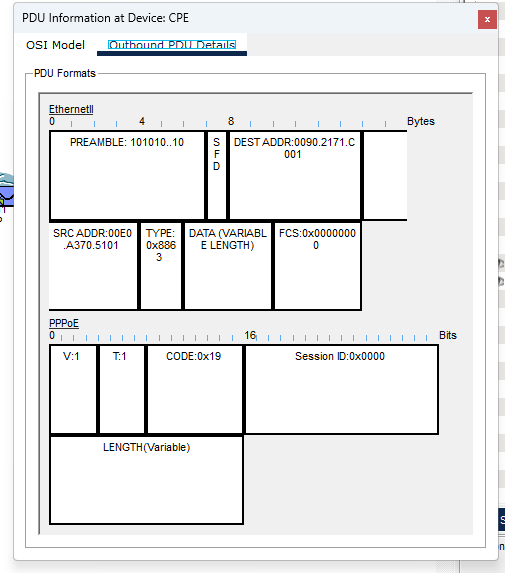 PDU Information at Device: CPE
x
OSI Model
Outbound PDU Details
PDU Formats
EthernetII
0 4 8 Bytes
PREAMBLE: 101010..10
S
F
D
DEST ADDR:0090.2171.C
001
SRC ADDR:00E0
.A370.5101
TYPE:
0x886
3
DATA (VARIABL
E LENGTH)
FCS:0x0000000
0
PPPoE
0 16 Bits
V:1
T:1
CODE:0x19
Session ID:0x0000
LENGTH(Variable)